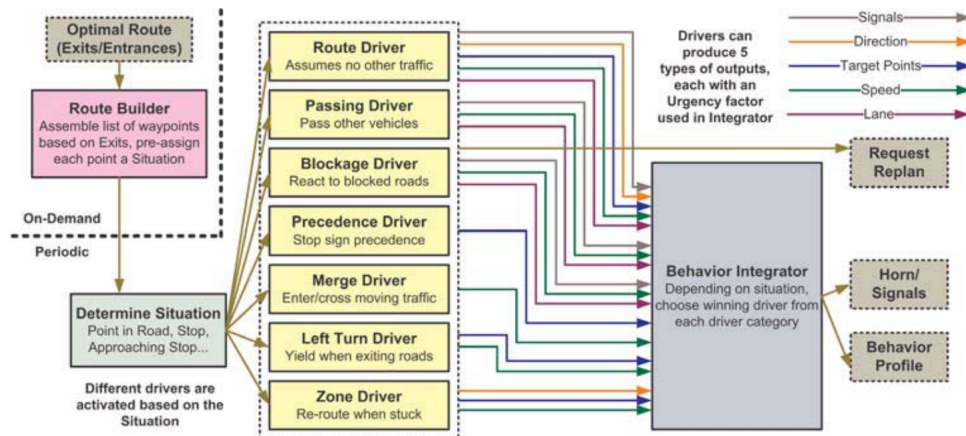 Optimal Route
(Exits/Entrances)
Route Builder
Assemble list of waypoints
based on Exits, pre-assign
each point a Situation
On-Demand
Periodic
Determine Situation
Point in Road, Stop,
Approaching Stop...
Different drivers are
activated based on the
Situation
Route Driver
Assumes no other traffic
Passing Driver
Pass other vehicles
Blockage Driver
React to blocked roads
Precedence Driver
Stop sign precedence
Merge Driver
Enter/cross moving traffic
Left Turn Driver
Yield when exiting roads
Zone Driver
Re-route when stuck
Drivers can
produce 5
types of outputs,
each with an
Urgency factor
used in Integrator
Signals
Direction
Target Points
Speed
Lane
Behavior Integrator
Depending on situation,
choose winning driver from
each driver category
Request
Replan
Horn/
Signals
Behavior
Profile